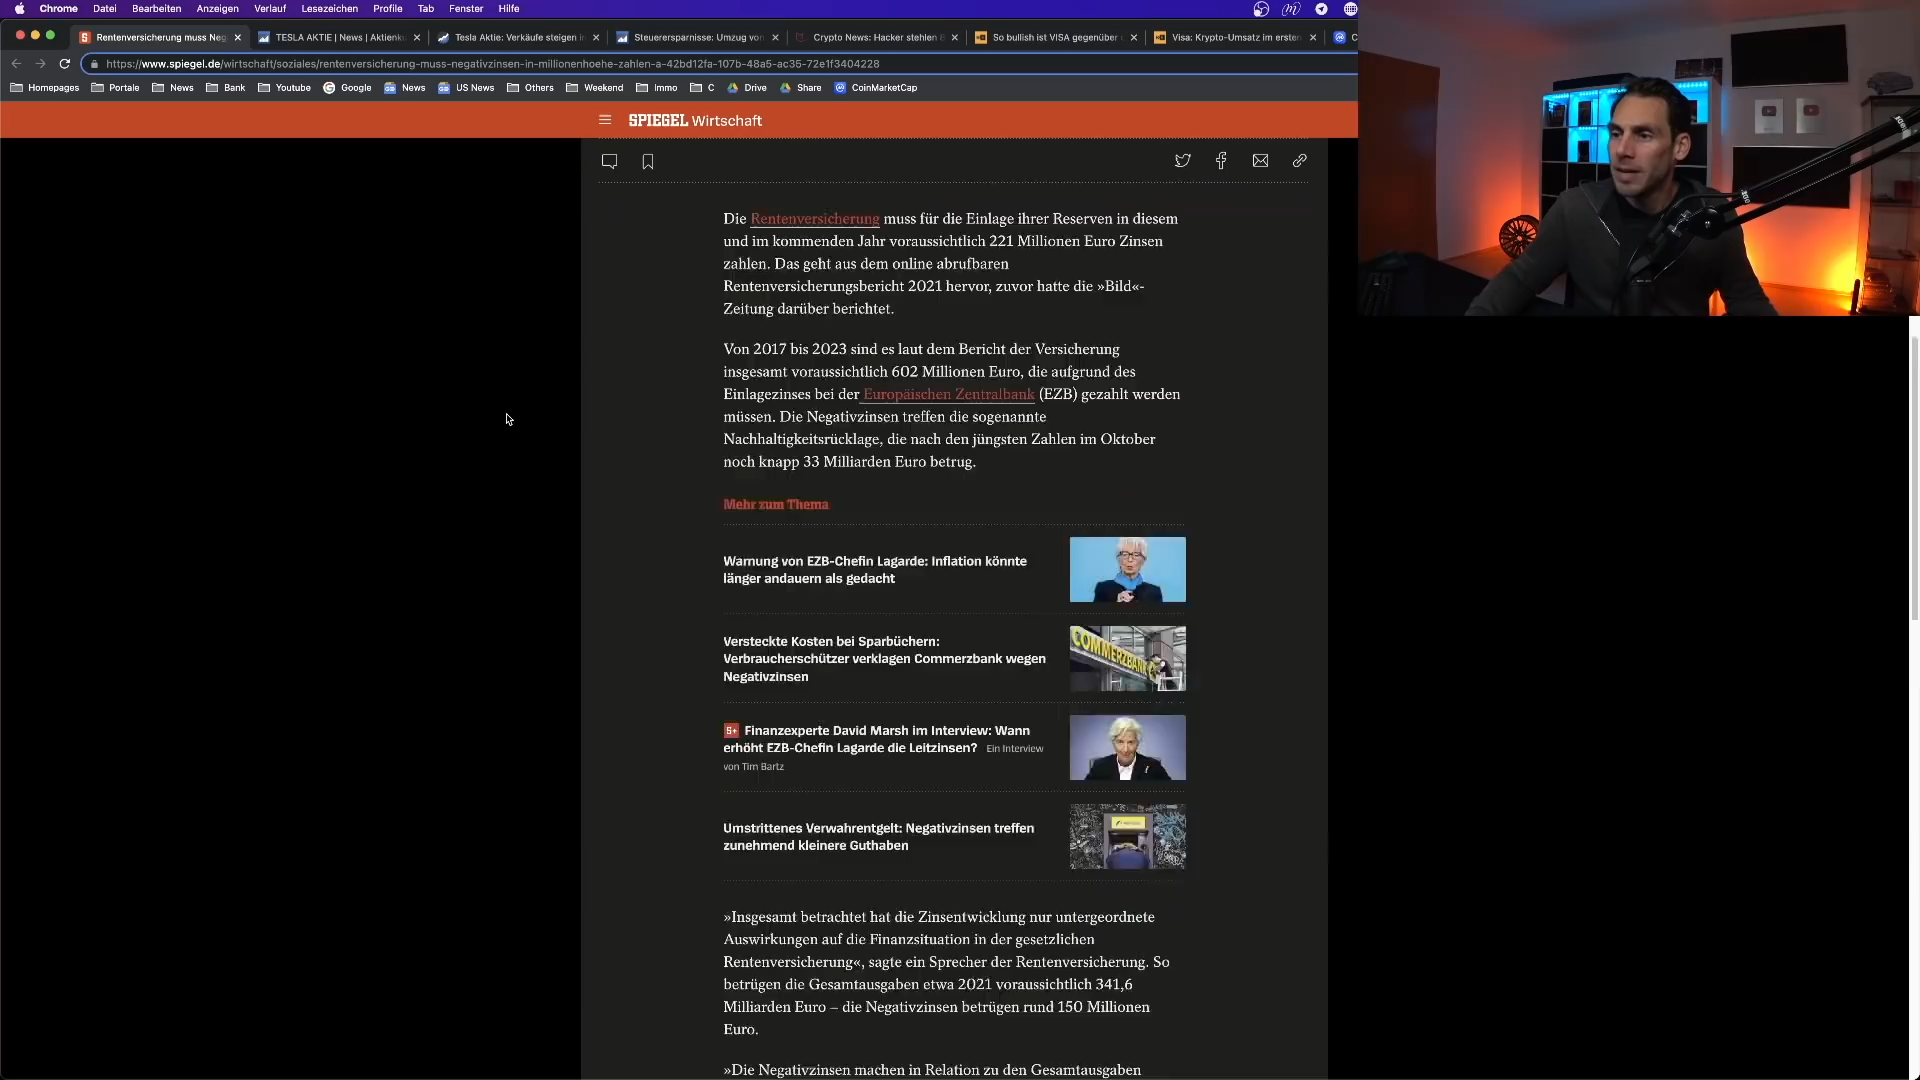 Chrome Datei Bearbeiten Anzeigen Verlauf Lesezeichen Profile Tab Fenster Hilfe
Rentenversicherung muss Neg
TESLA AKTIE | News | Aktienk
Tesla Aktie: Verkäufe steigen i
Steuerersparnisse: Umzug von
Crypto News: Hacker stehlen
So bullish ist VISA gegenüber
Visa: Krypto-Umsatz im ersten
https://www.spiegel.de/wirtschaft/soziales/rentenversicherung-muss-negativzinsen-in-millionenhoehe-zahlen-a-42bd12fa-107b-48a5-ac35-72e1f3404228
Homepages Portale News Bank Youtube Google News US News Others Weekend Immo C Drive Share CoinMarketCap
SPIEGEL Wirtschaft
Die Rentenversicherung muss für die Einlage ihrer Reserven in diesem
und im kommenden Jahr voraussichtlich 221 Millionen Euro Zinsen
zahlen. Das geht aus dem online abrufbaren
Rentenversicherungsbericht 2021 hervor, zuvor hatte die »Bild«-
Zeitung darüber berichtet.
Von 2017 bis 2023 sind es laut dem Bericht der Versicherung
insgesamt voraussichtlich 602 Millionen Euro, die aufgrund des
Einlagezinses bei der Europäischen Zentralbank (EZB) gezahlt werden
müssen. Die Negativzinsen treffen die sogenannte
Nachhaltigkeitsrücklage, die nach den jüngsten Zahlen im Oktober
noch knapp 33 Milliarden Euro betrug.
Mehr zum Thema
Warnung von EZB-Chefin Lagarde: Inflation könnte
länger andauern als gedacht
Versteckte Kosten bei Sparbüchern:
Verbraucherschützer verklagen Commerzbank wegen
Negativzinsen
COMMERZBANK
S+ Finanzexperte David Marsh im Interview: Wann
erhöht EZB-Chefin Lagarde die Leitzinsen? Ein Interview
von Tim Bartz
Umstrittenes Verwahrentgelt: Negativzinsen treffen
zunehmend kleinere Guthaben
»Insgesamt betrachtet hat die Zinsentwicklung nur untergeordnete
Auswirkungen auf die Finanzsituation in der gesetzlichen
Rentenversicherung«, sagte ein Sprecher der Rentenversicherung. So
betrügen die Gesamtausgaben etwa 2021 voraussichtlich 341,6
Milliarden Euro – die Negativzinsen betrügen rund 150 Millionen
Euro.
»Die Negativzinsen machen in Relation zu den Gesamtausgaben